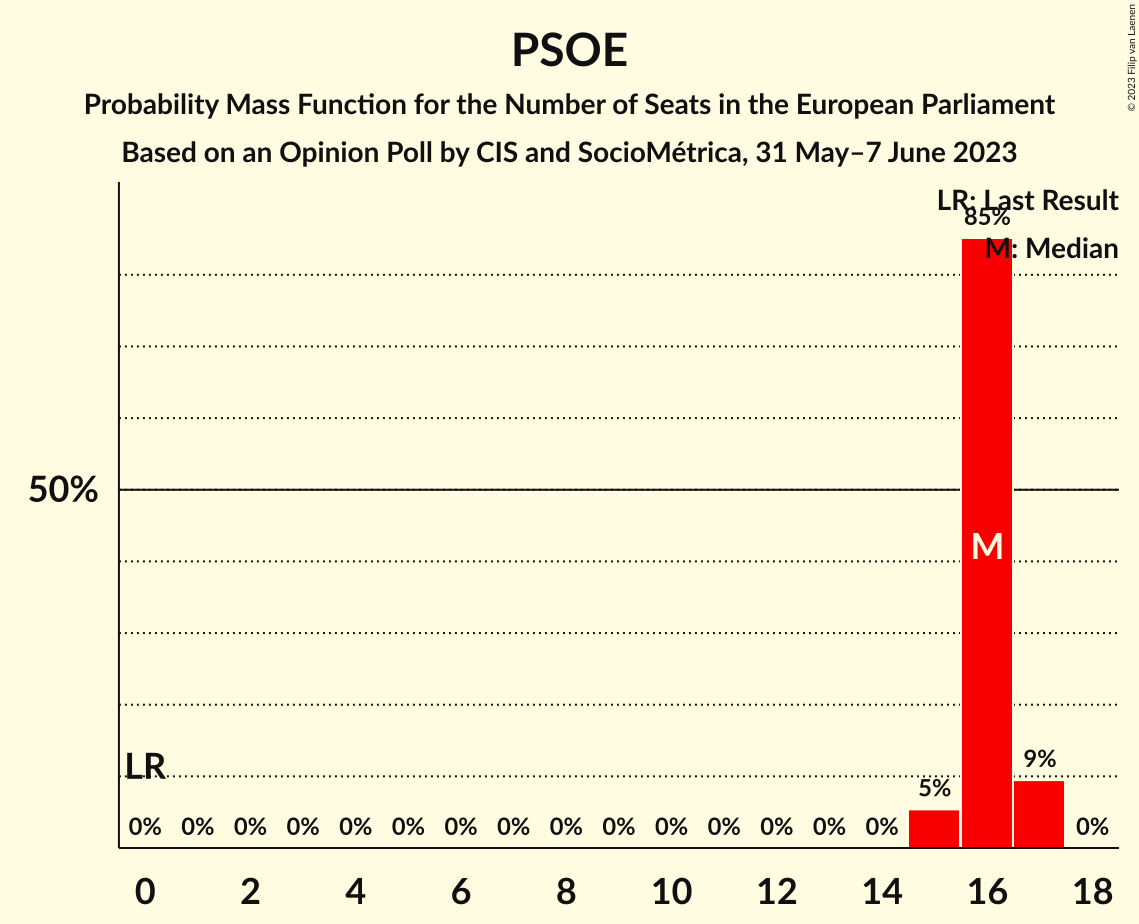 PSOE
Probability Mass Function for the Number of Seats in the European Parliament
Based on an Opinion Poll by CIS and SocioMétrica, 31 May–7 June 2023
© 2023 Filip van Laenen
LR: Last Result
85%
M: Median
50%
M
LR
9%
5%
0% 0% 0% 0% 0% 0% 0% 0% 0% 0% 0% 0% 0% 0% 0% 0%
0 2 4 6 8 10 12 14 16 18